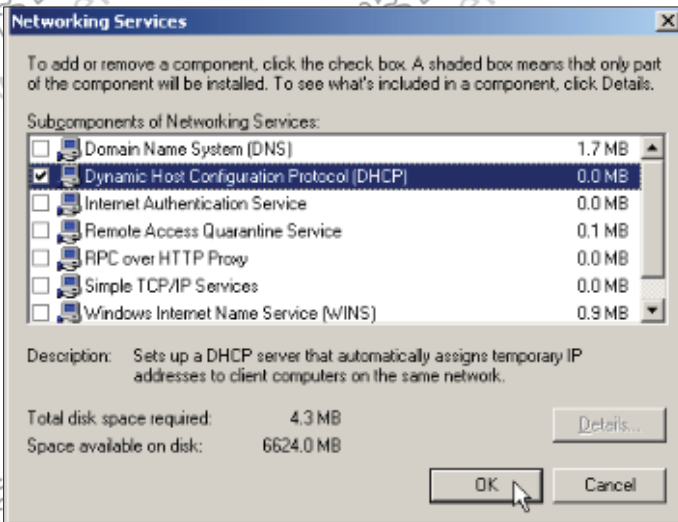 Networking Services
To add or remove a component, click the check box. A shaded box means that only part
of the component will be installed. To see what's included in a component, click Details.
Subcomponents of Networking Services:
Domain Name System (DNS) 1.7 MB
Dynamic Host Configuration Protocol (DHCP) 0.0 MB
Internet Authentication Service 0.0 MB
Remote Access Quarantine Service 0.1 MB
RPC over HTTP Proxy 0.0 MB
Simple TCP/IP Services 0.0 MB
Windows Internet Name Service (WINS) 0.9 MB
Description: Sets up a DHCP server that automatically assigns temporary IP
addresses to client computers on the same network.
Total disk space required: 4.3 MB
Space available on disk: 6624.0 MB
Details...
OK Cancel